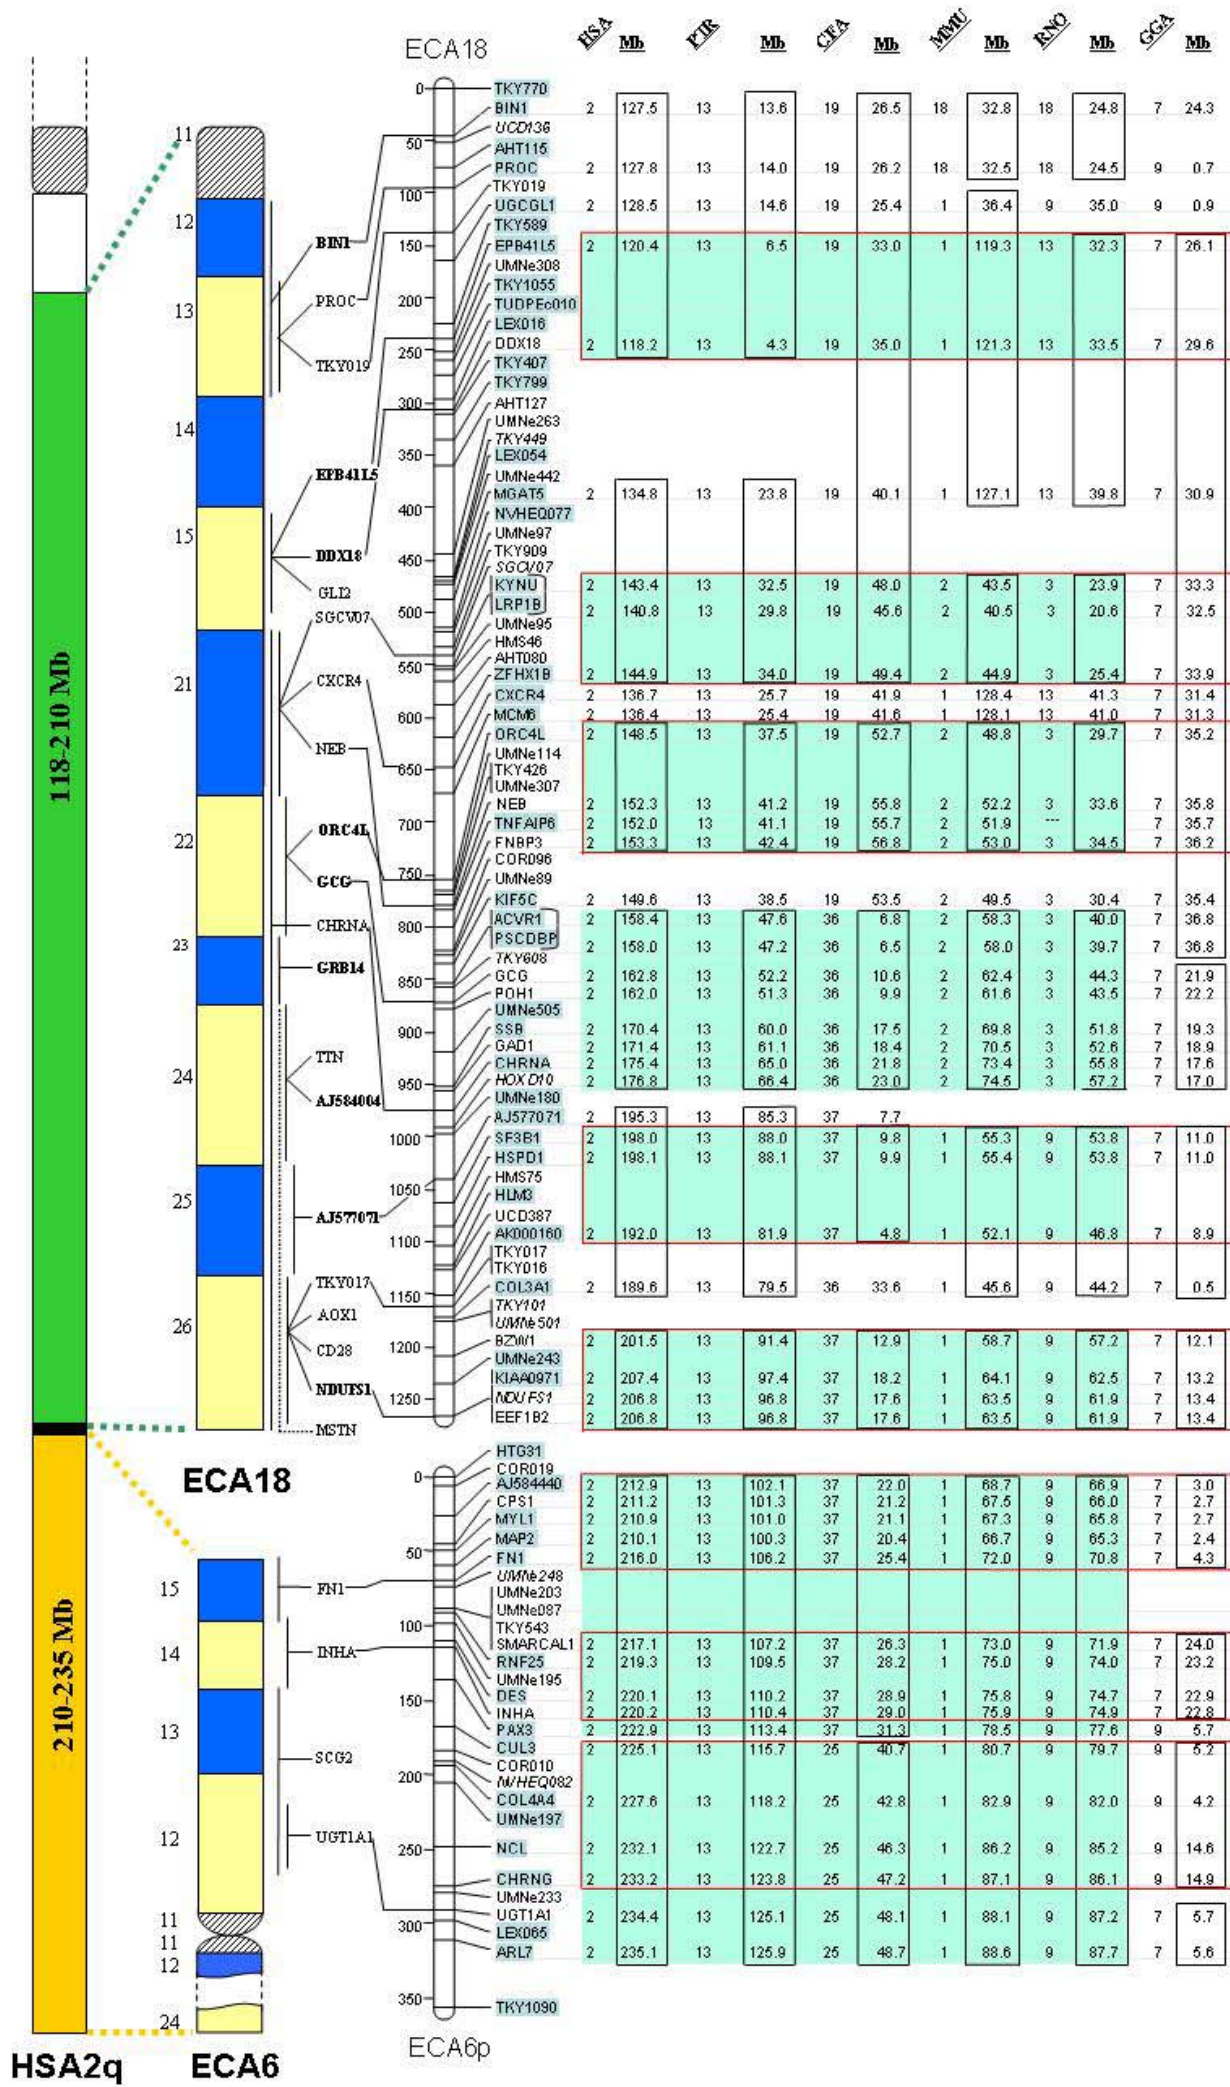 HSA Mb PTR Mb CFA Mb MMU Mb RNO Mb GGA Mb
ECA18
0 TKY770
BIN1 2 127.5 13 13.6 19 26.5 18 32.8 18 24.8 7 24.3
UCD136
50
AHT115
PROC 2 127.8 13 14.0 19 26.2 18 32.5 18 24.5 9 0.7
TKY019
100
UGCGL1 2 128.5 13 14.6 19 25.4 1 36.4 9 35.0 9 0.9
TKY589
150
EPB41L5 2 120.4 13 6.5 19 33.0 1 119.3 13 32.3 7 26.1
UMNe308
TKY1055
200
TUDPEc010
LEX016
DDX18 2 118.2 13 4.3 19 35.0 1 121.3 13 33.5 7 29.6
250
TKY407
TKY799
300
AHT127
UMNe263
TKY449
350
LEX054
UMNe442
MGAT5 2 134.8 13 23.8 19 40.1 1 127.1 13 39.8 7 30.9
400
NVHEQ077
UMNe97
TKY909
450
SGCV07
KYNU 2 143.4 13 32.5 19 48.0 2 43.5 3 23.9 7 33.3
LRP1B 2 140.8 13 29.8 19 45.6 2 40.5 3 20.6 7 32.5
500
UMNe95
HMS46
AHT080
550
ZFHX1B 2 144.9 13 34.0 19 49.4 2 44.9 3 25.4 7 33.9
CXCR4 2 136.7 13 25.7 19 41.9 1 128.4 13 41.3 7 31.4
600
MCM6 2 136.4 13 25.4 19 41.6 1 128.1 13 41.0 7 31.3
ORC4L 2 148.5 13 37.5 19 52.7 2 48.8 3 29.7 7 35.2
UMNe114
650
TKY426
UMNe307
NEB 2 152.3 13 41.2 19 55.8 2 52.2 3 33.6 7 35.8
700
TNFAIP6 2 152.0 13 41.1 19 55.7 2 51.9 --- 7 35.7
FNBP3 2 153.3 13 42.4 19 56.8 2 53.0 3 34.5 7 36.2
COR096
750
UMNe89
KIF5C 2 149.6 13 38.5 19 53.5 2 49.5 3 30.4 7 35.4
800
ACVR1 2 158.4 13 47.6 36 6.8 2 58.3 3 40.0 7 36.8
PSCDBP 2 158.0 13 47.2 36 6.5 2 58.0 3 39.7 7 36.8
TKY608
850
GCG 2 162.8 13 52.2 36 10.6 2 62.4 3 44.3 7 21.9
POH1 2 162.0 13 51.3 36 9.9 2 61.6 3 43.5 7 22.2
UMNe505
900
SSB 2 170.4 13 60.0 36 17.5 2 69.8 3 51.8 7 19.3
GAD1 2 171.4 13 61.1 36 18.4 2 70.5 3 52.6 7 18.9
CHRNA 2 175.4 13 65.0 36 21.8 2 73.4 3 55.8 7 17.6
950
HOXD10 2 176.8 13 66.4 36 23.0 2 74.5 3 57.2 7 17.0
UMNe180
AJ577071 2 195.3 13 85.3 37 7.7
1000
SF3B1 2 198.0 13 88.0 37 9.8 1 55.3 9 53.8 7 11.0
HSPD1 2 198.1 13 88.1 37 9.9 1 55.4 9 53.8 7 11.0
HMS75
1050
HLM3
UCD387
1100
AK000160 2 192.0 13 81.9 37 4.8 1 52.1 9 46.8 7 8.9
TKY017
TKY016
1150
COL3A1 2 189.6 13 79.5 36 33.6 1 45.6 9 44.2 7 0.5
TKY101
UMNe501
1200
BZW1 2 201.5 13 91.4 37 12.9 1 58.7 9 57.2 7 12.1
UMNe243
KIAA0971 2 207.4 13 97.4 37 18.2 1 64.1 9 62.5 7 13.2
1250
NDUFS1 2 206.8 13 96.8 37 17.6 1 63.5 9 61.9 7 13.4
EEF1B2 2 206.8 13 96.8 37 17.6 1 63.5 9 61.9 7 13.4
11
12
13
14
15
21
22
23
24
25
26
BIN1
PROC
TKY019
EPB41L5
DDX18
GLI2
SGCV07
CXCR4
NEB
ORC4L
GCG
CHRNA
GRB14
TTN
AJ584004
AJ577071
TKY017
AOX1
CD28
NDUFS1
MSTN
118-210 Mb
ECA18
HTG31
COR019
0
AJ584440 2 212.9 13 102.1 37 22.0 1 68.7 9 66.9 7 3.0
CPS1 2 211.2 13 101.3 37 21.2 1 67.5 9 66.0 7 2.7
MYL1 2 210.9 13 101.0 37 21.1 1 67.3 9 65.8 7 2.7
MAP2 2 210.1 13 100.3 37 20.4 1 66.7 9 65.3 7 2.4
50
FN1 2 216.0 13 106.2 37 25.4 1 72.0 9 70.8 7 4.3
UMNe248
UMNe203
UMNe087
100
TKY543
SMARCAL1 2 217.1 13 107.2 37 26.3 1 73.0 9 71.9 7 24.0
RNF25 2 219.3 13 109.5 37 28.2 1 75.0 9 74.0 7 23.2
UMNe195
150
DES 2 220.1 13 110.2 37 28.9 1 75.8 9 74.7 7 22.9
INHA 2 220.2 13 110.4 37 29.0 1 75.9 9 74.9 7 22.8
PAX3 2 222.9 13 113.4 37 31.3 1 78.5 9 77.6 9 5.7
CUL3 2 225.1 13 115.7 25 40.7 1 80.7 9 79.7 9 5.2
COR010
200
NVHEQ082
COL4A4 2 227.6 13 118.2 25 42.8 1 82.9 9 82.0 9 4.2
UMNe197
250
NCL 2 232.1 13 122.7 25 46.3 1 86.2 9 85.2 9 14.6
CHRNG 2 233.2 13 123.8 25 47.2 1 87.1 9 86.1 9 14.9
UMNe233
UGT1A1 2 234.4 13 125.1 25 48.1 1 88.1 9 87.2 7 5.7
300
LEX065
ARL7 2 235.1 13 125.9 25 48.7 1 88.6 9 87.7 7 5.6
350
TKY1090
ECA6p
15
14
13
12
11
11
12
24
FN1
INHA
SCG2
UGT1A1
210-235 Mb
HSA2q
ECA6